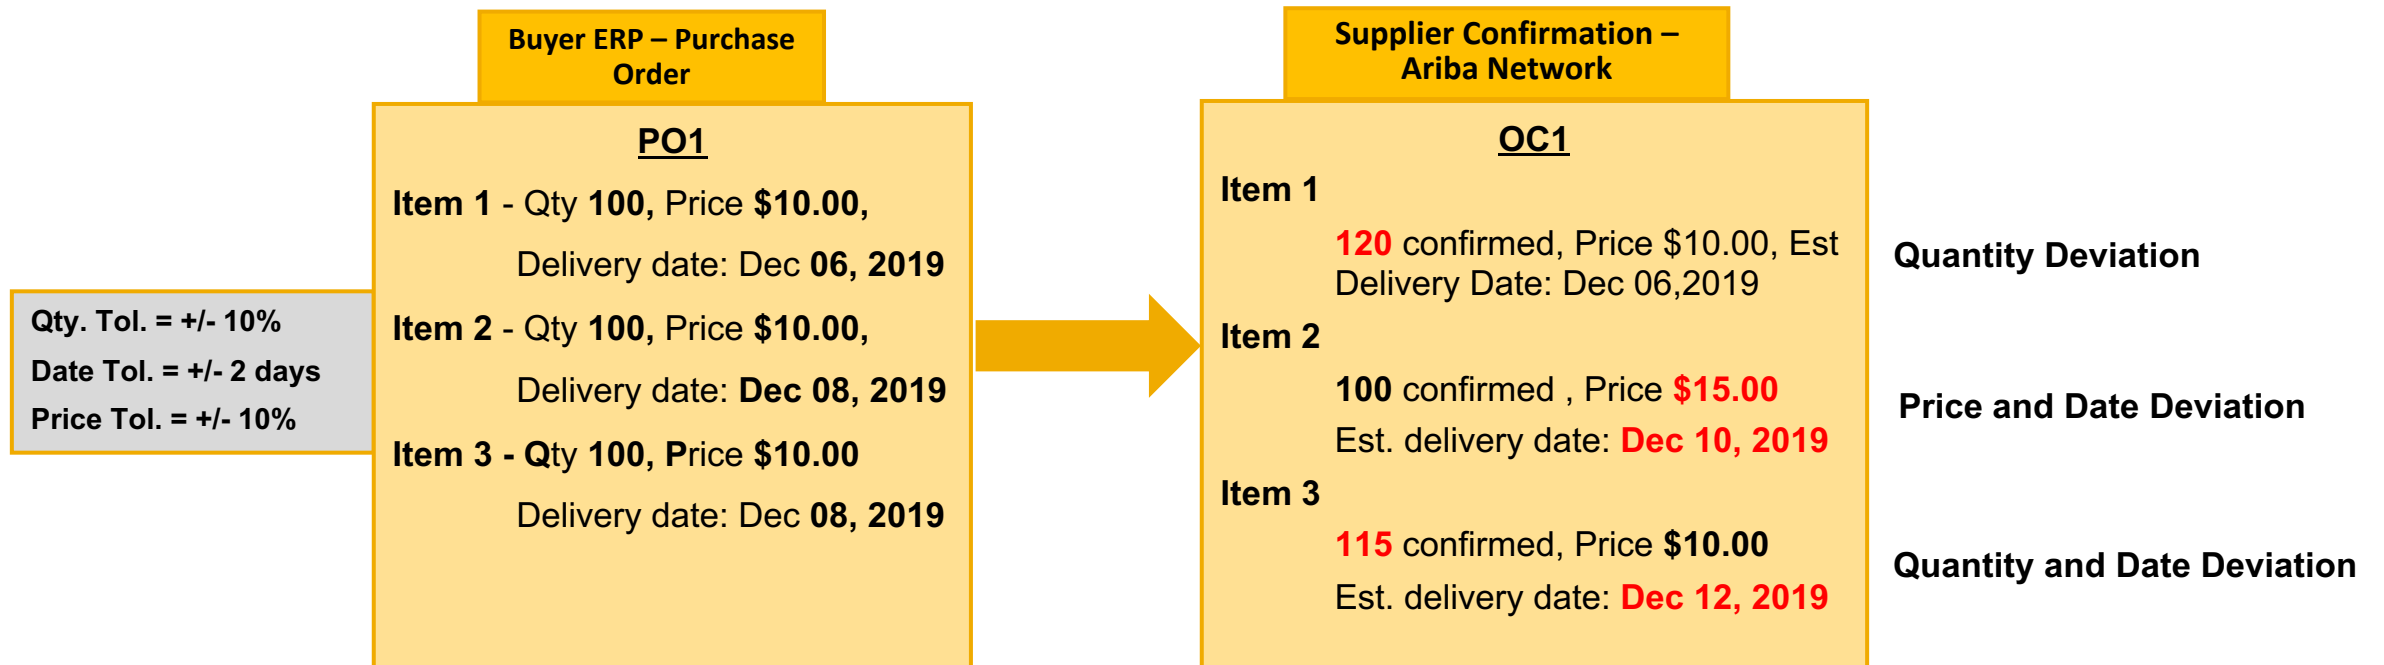 Buyer ERP – Purchase
Order
PO1
Item 1 - Qty 100, Price $10.00,
Delivery date: Dec 06, 2019
Item 2 - Qty 100, Price $10.00,
Delivery date: Dec 08, 2019
Item 3 - Qty 100, Price $10.00
Delivery date: Dec 08, 2019
Qty. Tol. = +/- 10%
Date Tol. = +/- 2 days
Price Tol. = +/- 10%
Supplier Confirmation –
Ariba Network
OC1
Item 1
120 confirmed, Price $10.00, Est
Delivery Date: Dec 06,2019
Item 2
100 confirmed , Price $15.00
Est. delivery date: Dec 10, 2019
Item 3
115 confirmed, Price $10.00
Est. delivery date: Dec 12, 2019
Quantity Deviation
Price and Date Deviation
Quantity and Date Deviation